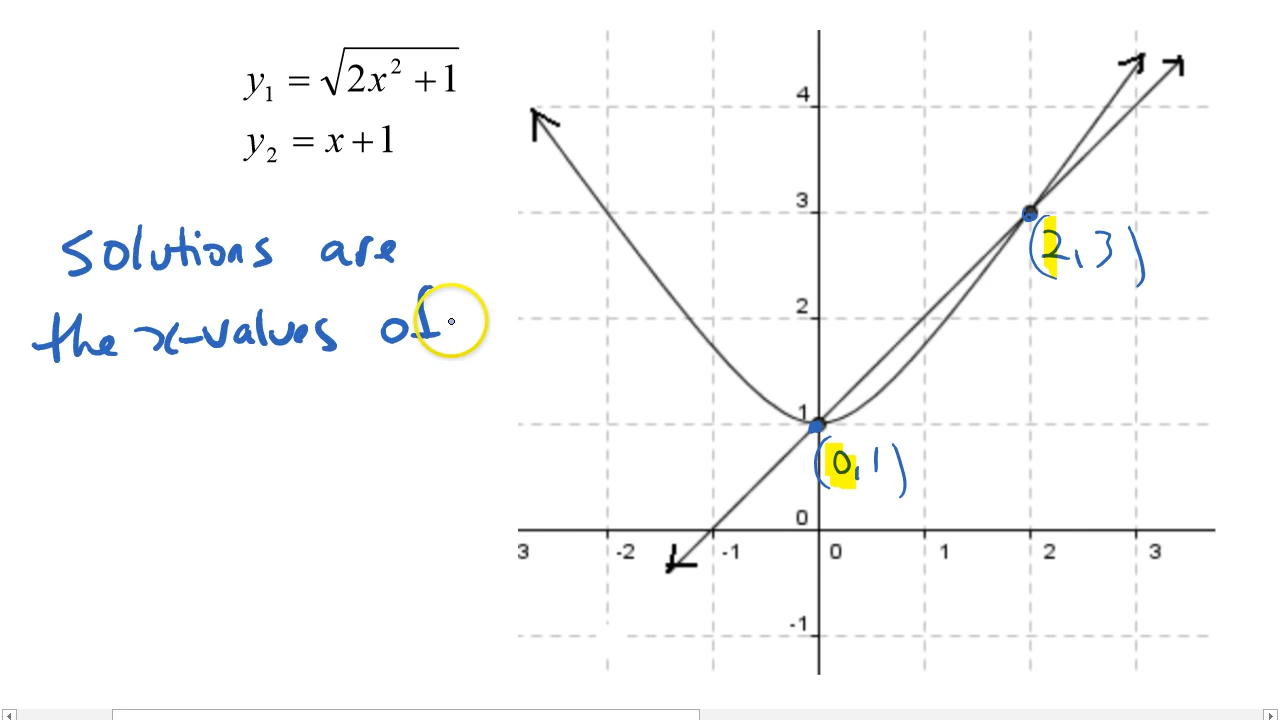 y₁ = √(2x² + 1)
y₂ = x + 1
Solutions are
the x-values of
4
3
(2, 3)
2
1
(0, 1)
0
3 -2 -1 0 1 2 3
-1